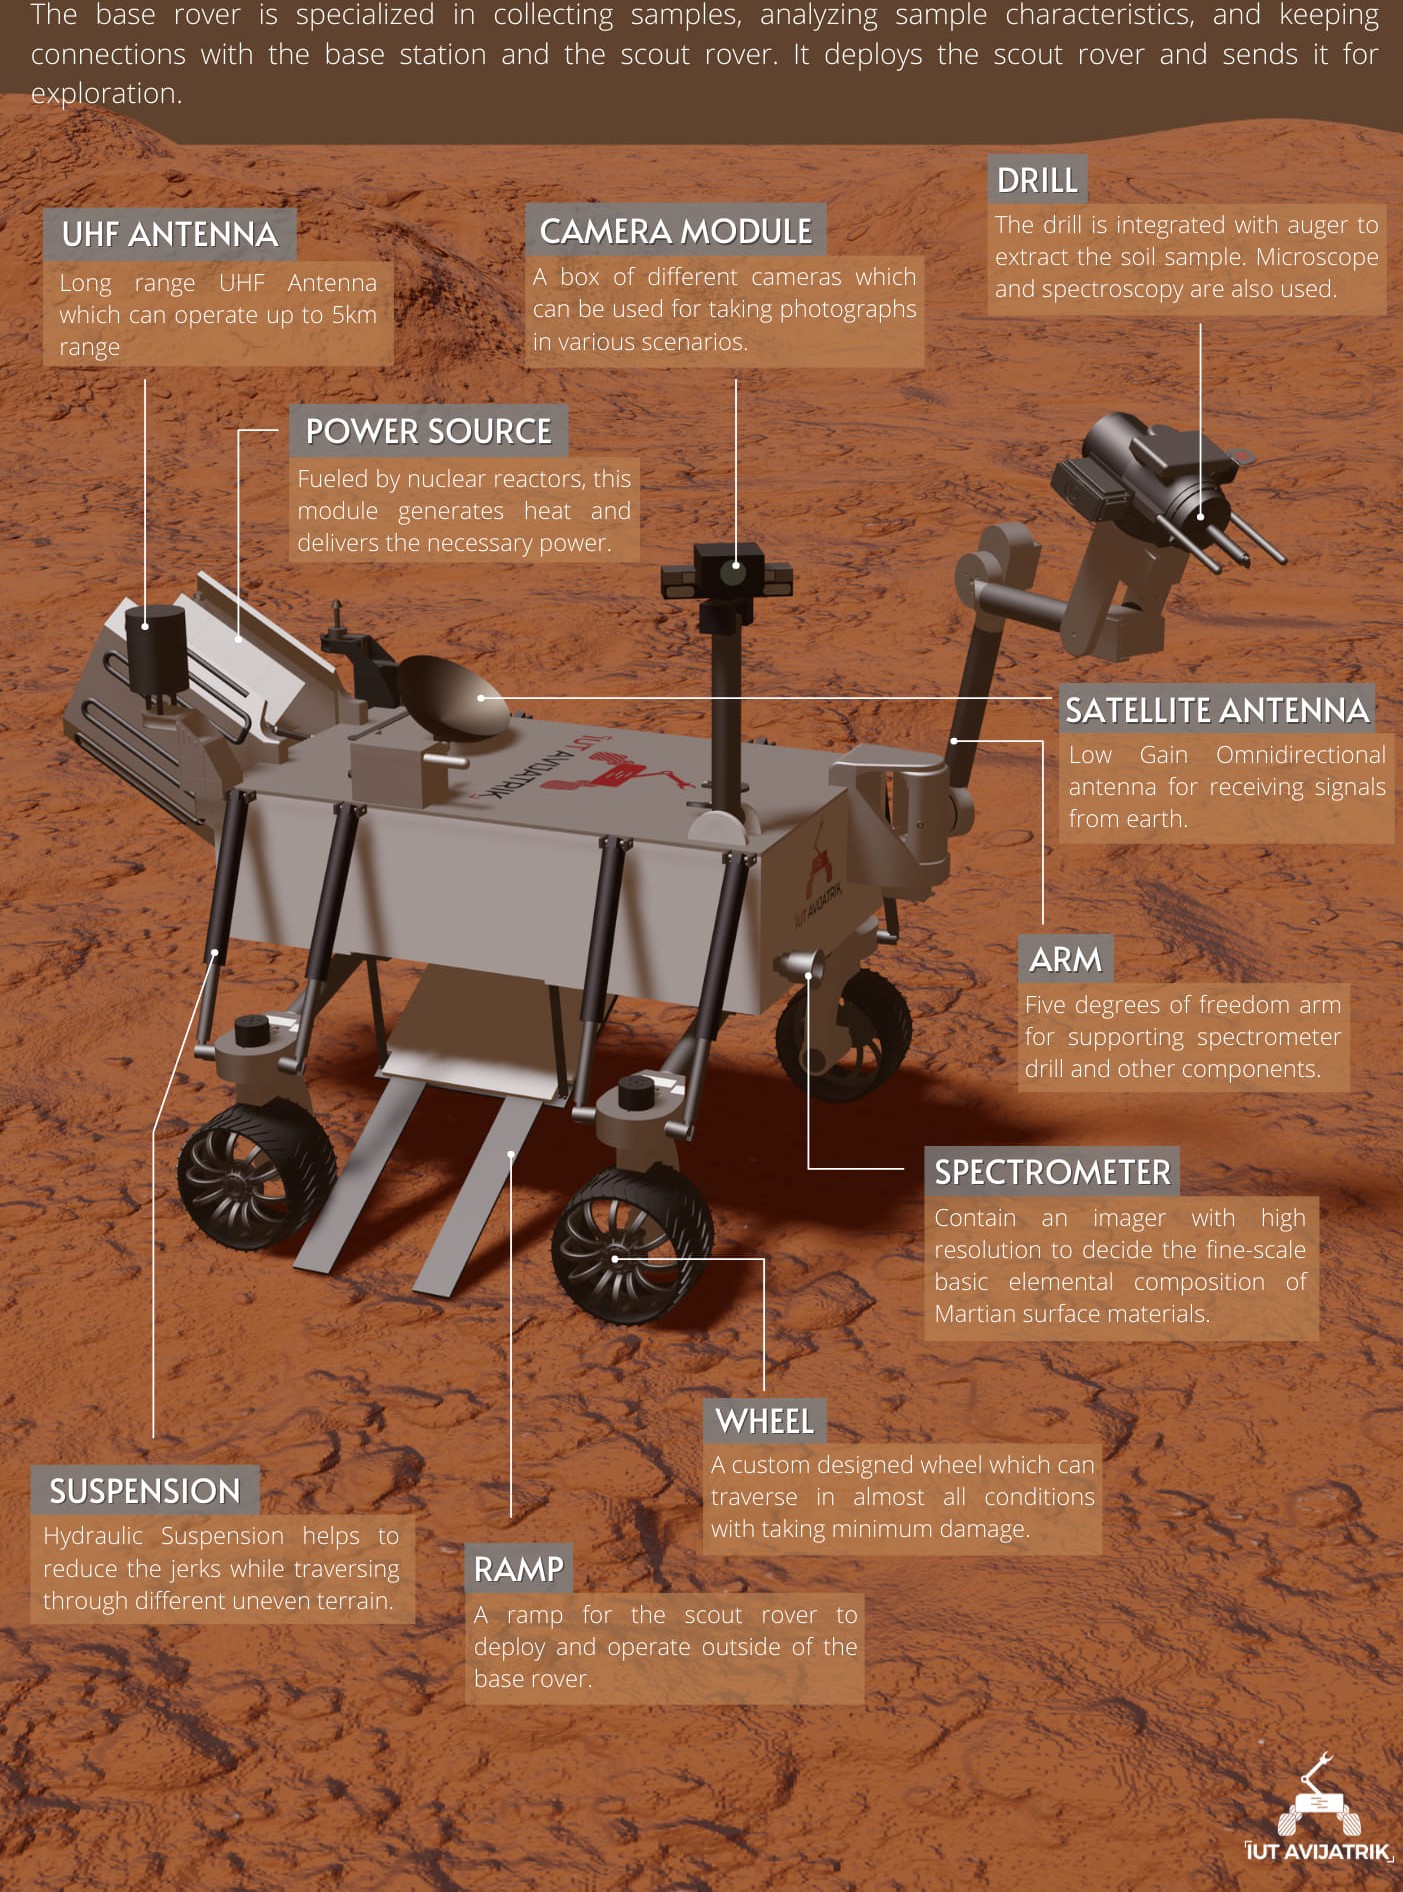 The base rover is specialized in collecting samples, analyzing sample characteristics, and keeping
connections with the base station and the scout rover. It deploys the scout rover and sends it for
exploration.
DRILL
The drill is integrated with auger to
extract the soil sample. Microscope
and spectroscopy are also used.
UHF ANTENNA
Long range UHF Antenna
which can operate up to 5km
range
CAMERA MODULE
A box of different cameras which
can be used for taking photographs
in various scenarios.
POWER SOURCE
Fueled by nuclear reactors, this
module generates heat and
delivers the necessary power.
SATELLITE ANTENNA
Low Gain Omnidirectional
antenna for receiving signals
from earth.
IUT AVIJATRIK
IUT AVIJATRIK
ARM
Five degrees of freedom arm
for supporting spectrometer
drill and other components.
SPECTROMETER
Contain an imager with high
resolution to decide the fine-scale
basic elemental composition of
Martian surface materials.
WHEEL
A custom designed wheel which can
traverse in almost all conditions
with taking minimum damage.
SUSPENSION
Hydraulic Suspension helps to
reduce the jerks while traversing
through different uneven terrain.
RAMP
A ramp for the scout rover to
deploy and operate outside of the
base rover.
IUT AVIJATRIK